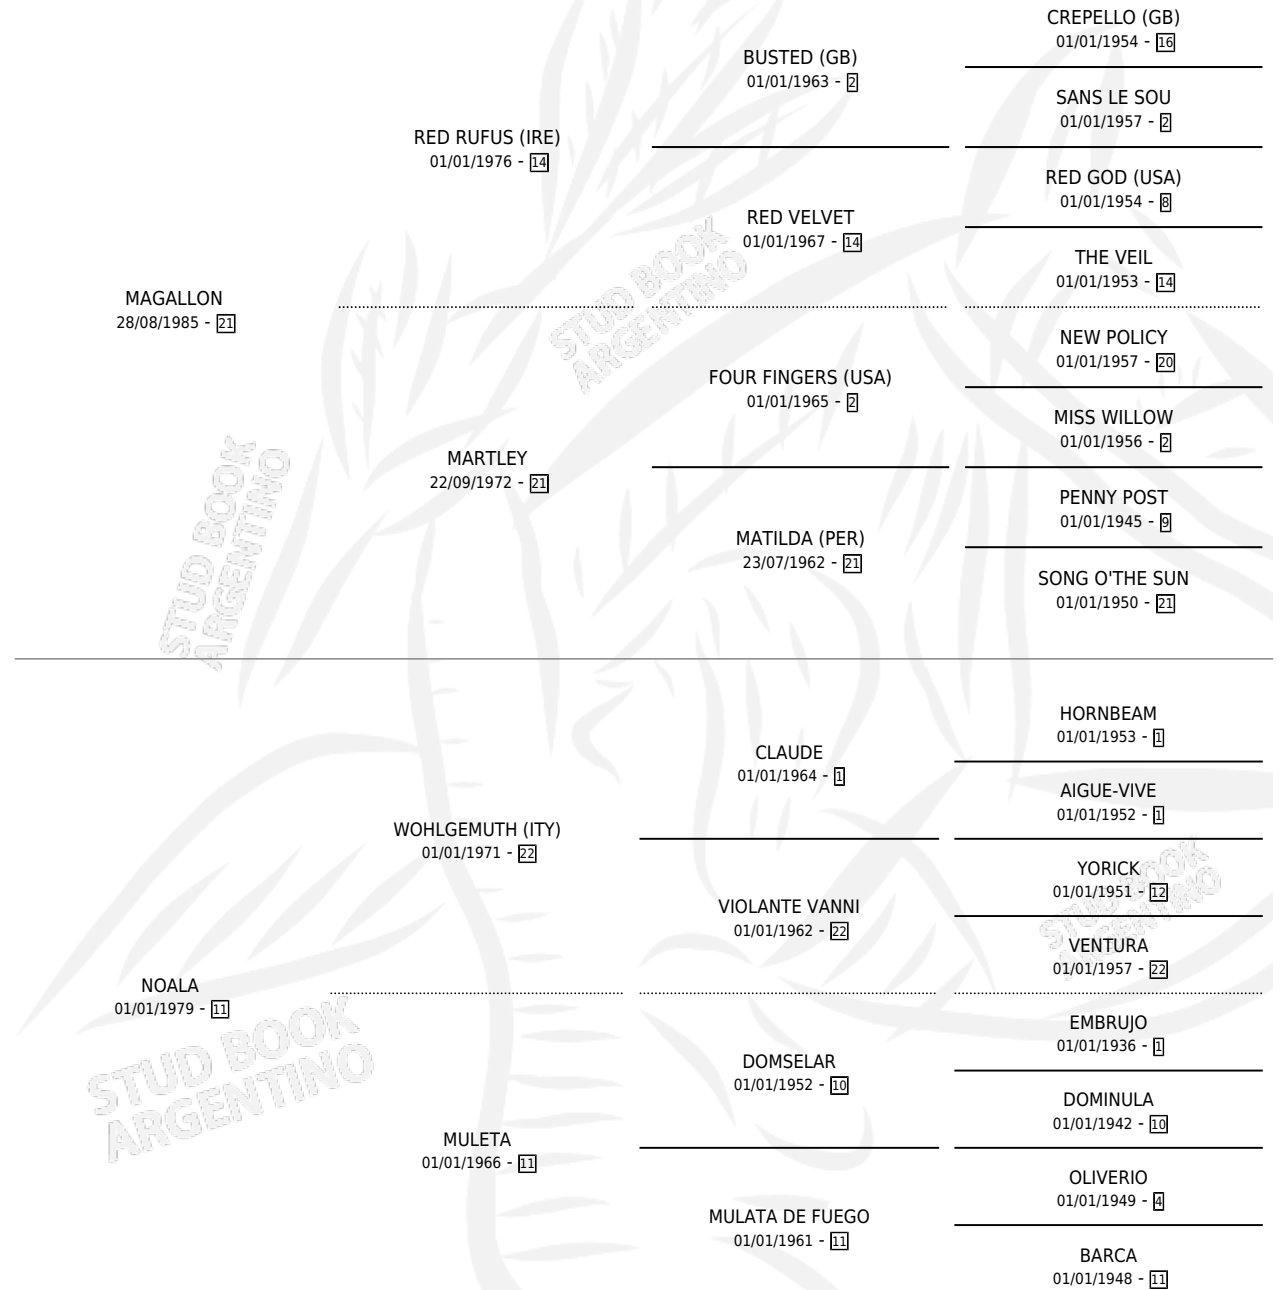 CREPELLO (GB)
01/01/1954 - 16
BUSTED (GB)
01/01/1963 - 2
SANS LE SOU
01/01/1957 - 2
RED RUFUS (IRE)
01/01/1976 - 14
RED GOD (USA)
01/01/1954 - 8
RED VELVET
01/01/1967 - 14
THE VEIL
01/01/1953 - 14
MAGALLON
28/08/1985 - 21
STUD BOOK
ARGENTINO
NEW POLICY
01/01/1957 - 20
FOUR FINGERS (USA)
01/01/1965 - 2
MISS WILLOW
01/01/1956 - 2
MARTLEY
22/09/1972 - 21
PENNY POST
01/01/1945 - 9
MATILDA (PER)
23/07/1962 - 21
SONG O'THE SUN
01/01/1950 - 21
STUD BOOK
ARGENTINO
HORNBEAM
01/01/1953 - 1
CLAUDE
01/01/1964 - 1
AIGUE-VIVE
01/01/1952 - 1
WOHLGEMUTH (ITY)
01/01/1971 - 22
YORICK
01/01/1951 - 12
VIOLANTE VANNI
01/01/1962 - 22
STUD BOOK
ARGENTINO
VENTURA
01/01/1957 - 22
NOALA
01/01/1979 - 11
EMBRUJO
01/01/1936 - 1
STUD BOOK
ARGENTINO
DOMSELAR
01/01/1952 - 10
DOMINULA
01/01/1942 - 10
MULETA
01/01/1966 - 11
OLIVERIO
01/01/1949 - 4
MULATA DE FUEGO
01/01/1961 - 11
BARCA
01/01/1948 - 11